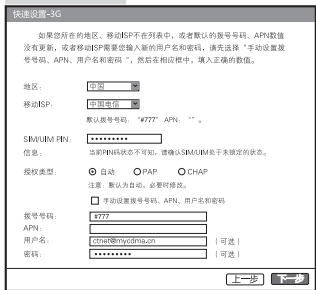 快速设置-3G
如果您所在的地区、移动ISP不在列表中，或者默认的拨号号码、APN数值
没有更新，或者移动ISP需要您输入新的用户名和密码，请先选择"手动设置拨
号号码、APN、用户名和密码 "，然后在相应框中，填入正确的数值。
地区： 中国
移动ISP： 中国电信
默认拨号号码： "#777" APN： "" 。
SIM/UIM PIN： •••••••••
信息： 当前PIN码状态不可知，请确认SIM/UIM处于未锁定的状态。
授权类型： 自动 PAP CHAP
注意：默认为自动，必要时修改。
手动设置拨号号码、APN、用户名和密码
拨号号码： #777
APN：
用户名： ctnet@mycdma.cn （可选）
密码： ••••••••• （可选）
上一步 下一步